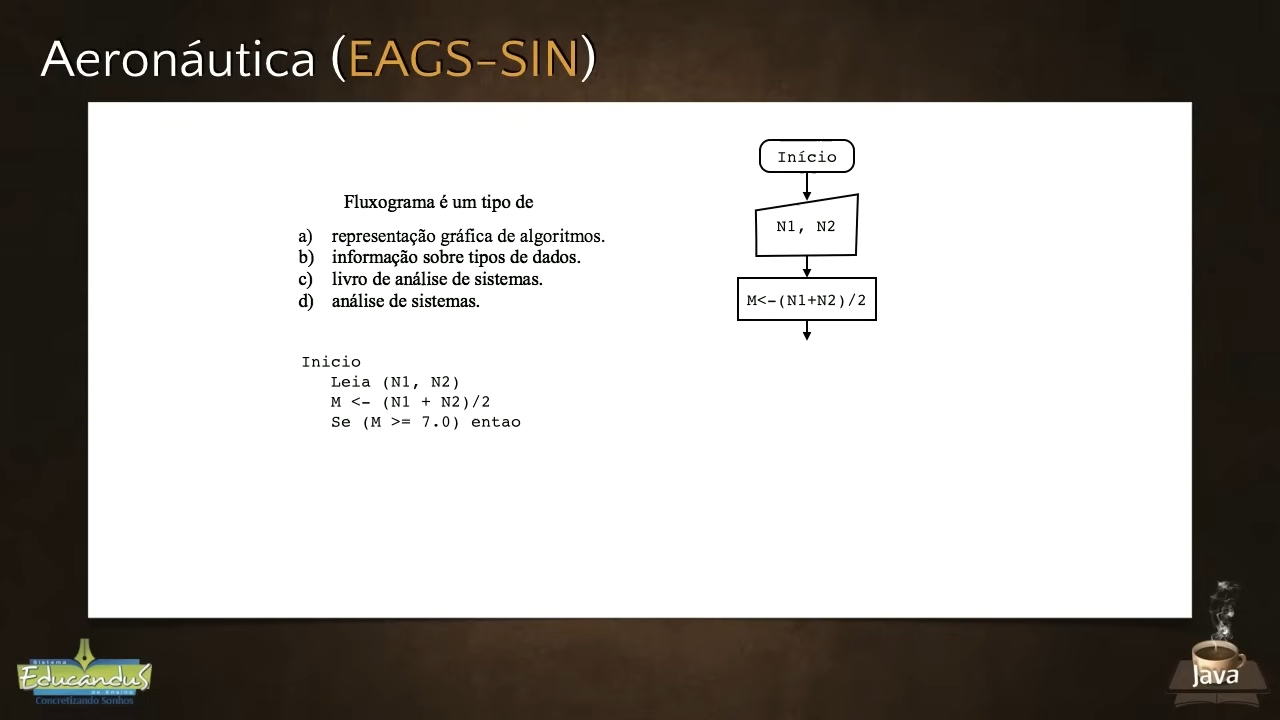 Aeronáutica (EAGS-SIN)
Fluxograma é um tipo de
a) representação gráfica de algoritmos.
b) informação sobre tipos de dados.
c) livro de análise de sistemas.
d) análise de sistemas.
Inicio
Leia (N1, N2)
M <- (N1 + N2)/2
Se (M >= 7.0) entao
Início
N1, N2
M<-(N1+N2)/2
Sistema
EducanduS
de Ensino
Concretizando Sonhos
Java